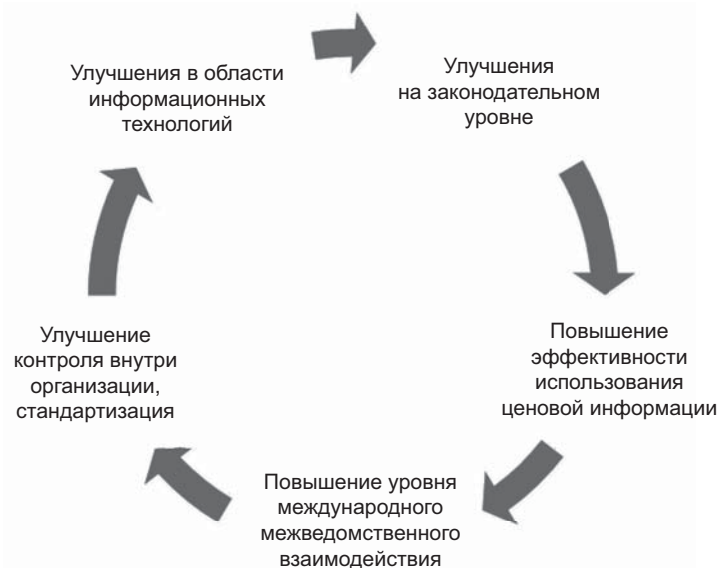 Улучшения в области
информационных
технологий
Улучшения
на законодательном
уровне
Повышение
эффективности
использования
ценовой информации
Повышение уровня
международного
межведомственного
взаимодействия
Улучшение
контроля внутри
организации,
стандартизация